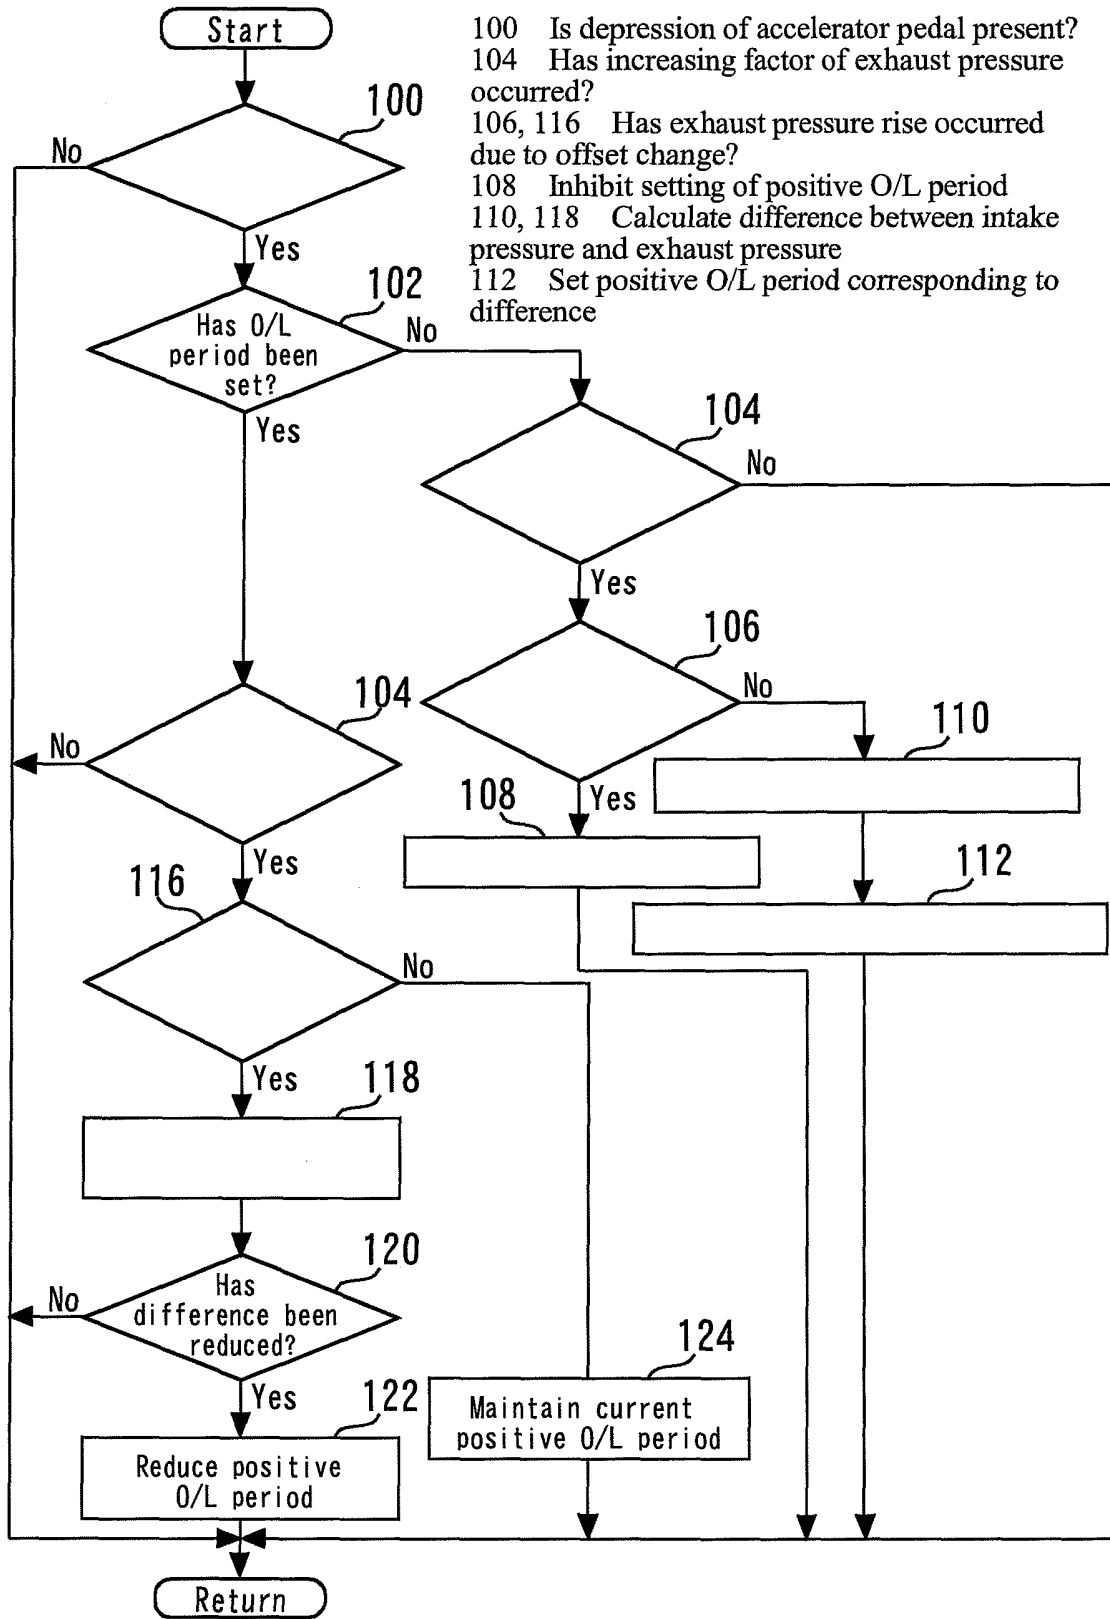 Start
100 Is depression of accelerator pedal present?
104 Has increasing factor of exhaust pressure
occurred?
106, 116 Has exhaust pressure rise occurred
due to offset change?
108 Inhibit setting of positive O/L period
110, 118 Calculate difference between intake
pressure and exhaust pressure
112 Set positive O/L period corresponding to
difference
100
No
Yes
102
Has O/L
period been
set?
No
Yes
104
No
Yes
106
No
Yes
104
No
Yes
108
110
112
116
No
Yes
118
120
Has
difference been
reduced?
No
Yes
122
Reduce positive
O/L period
124
Maintain current
positive O/L period
Return